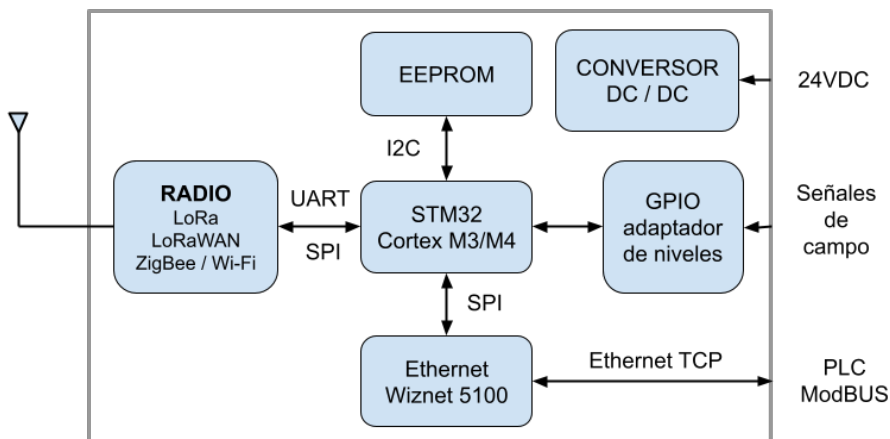 EEPROM
CONVERSOR
DC / DC
24VDC
I2C
RADIO
LoRa
LoRaWAN
ZigBee / Wi-Fi
UART
SPI
STM32
Cortex M3/M4
GPIO
adaptador
de niveles
Señales
de
campo
SPI
Ethernet
Wiznet 5100
Ethernet TCP
PLC
ModBUS